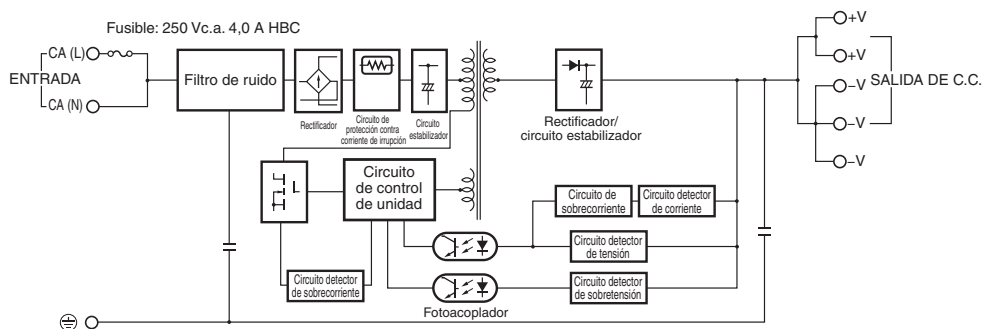 Fusible: 250 Vc.a. 4,0 A HBC
CA (L)
ENTRADA
CA (N)
Filtro de ruido
Rectificador
Circuito de
protección contra
corriente de irrupción
Circuito
estabilizador
Rectificador/
circuito estabilizador
+V
+V
–V
–V
–V
SALIDA DE C.C.
Circuito
de control
de unidad
Circuito de
sobrecorriente
Circuito detector
de corriente
Circuito detector
de tensión
Circuito detector
de sobrecorriente
Circuito detector
de sobretensión
Fotoacoplador